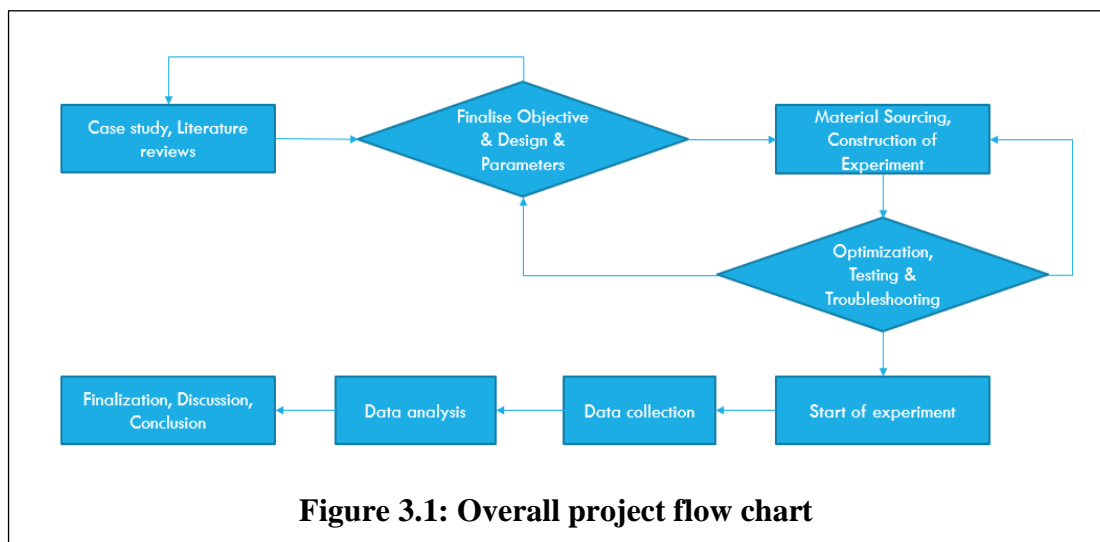 Case study, Literature
reviews
Finalise Objective
& Design &
Parameters
Material Sourcing,
Construction of
Experiment
Optimization,
Testing &
Troubleshooting
Finalization, Discussion,
Conclusion
Data analysis
Data collection
Start of experiment
Figure 3.1: Overall project flow chart